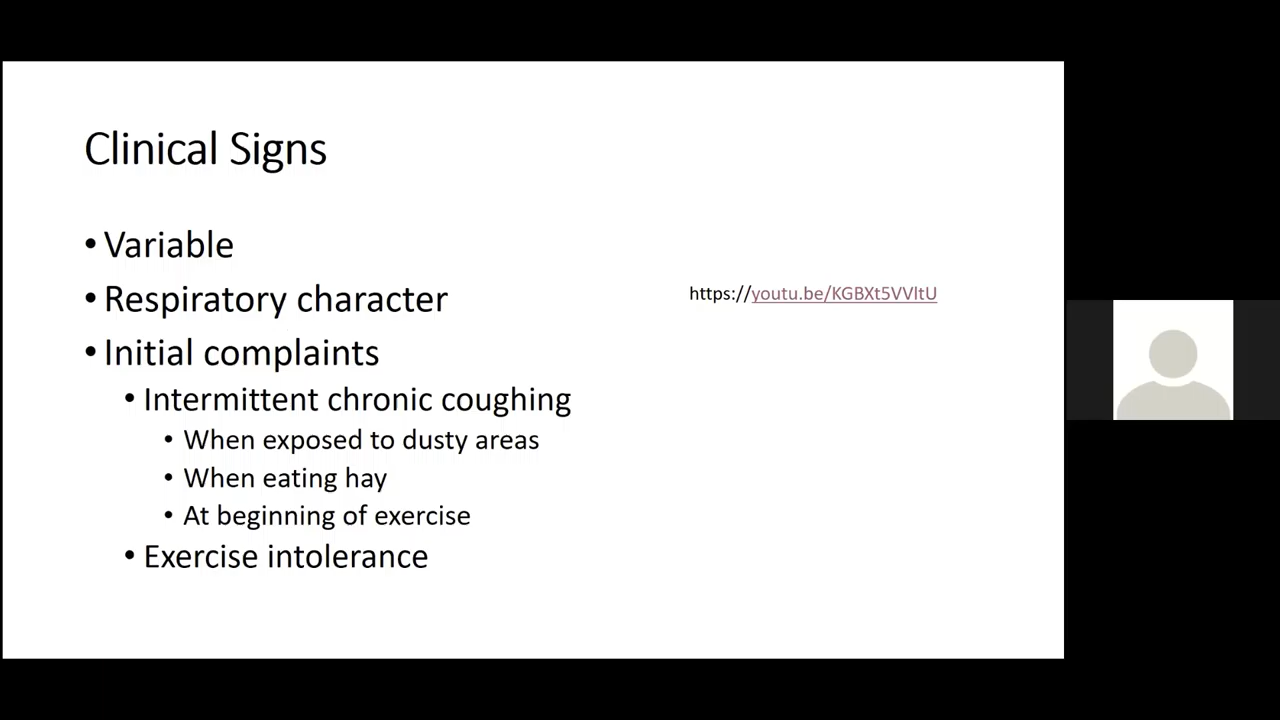 Clinical Signs
• Variable
• Respiratory character
• Initial complaints
• Intermittent chronic coughing
• When exposed to dusty areas
• When eating hay
• At beginning of exercise
• Exercise intolerance
https://youtu.be/KGBXt5VVltU